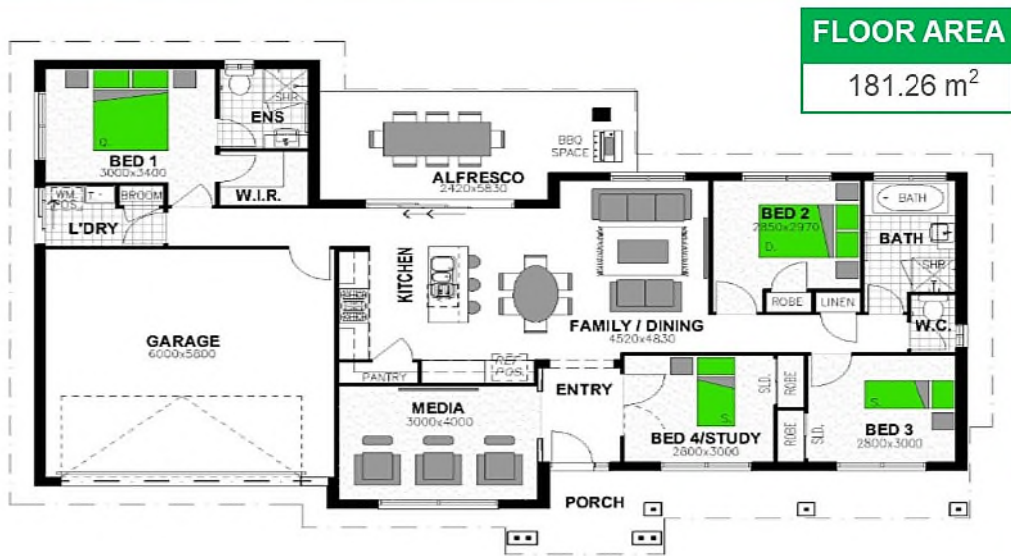 FLOOR AREA
181.26 m²
SHR
ENS
Q.
BED 1
3000x3400
W.I.R.
WM
POS.
T.
BROOM
L'DRY
BBQ
SPACE
ALFRESCO
2420x5830
KITCHEN
FAMILY / DINING
4520x4830
BED 2
2850x2970
D.
ROBE
LINEN
BATH
BATH
SHR
W.C.
GARAGE
6000x5800
PANTRY
REF
POS.
MEDIA
3000x4000
ENTRY
S.
SLD.
ROBE
ROBE
SLD.
BED 4/STUDY
2800x3000
S.
BED 3
2800x3000
PORCH